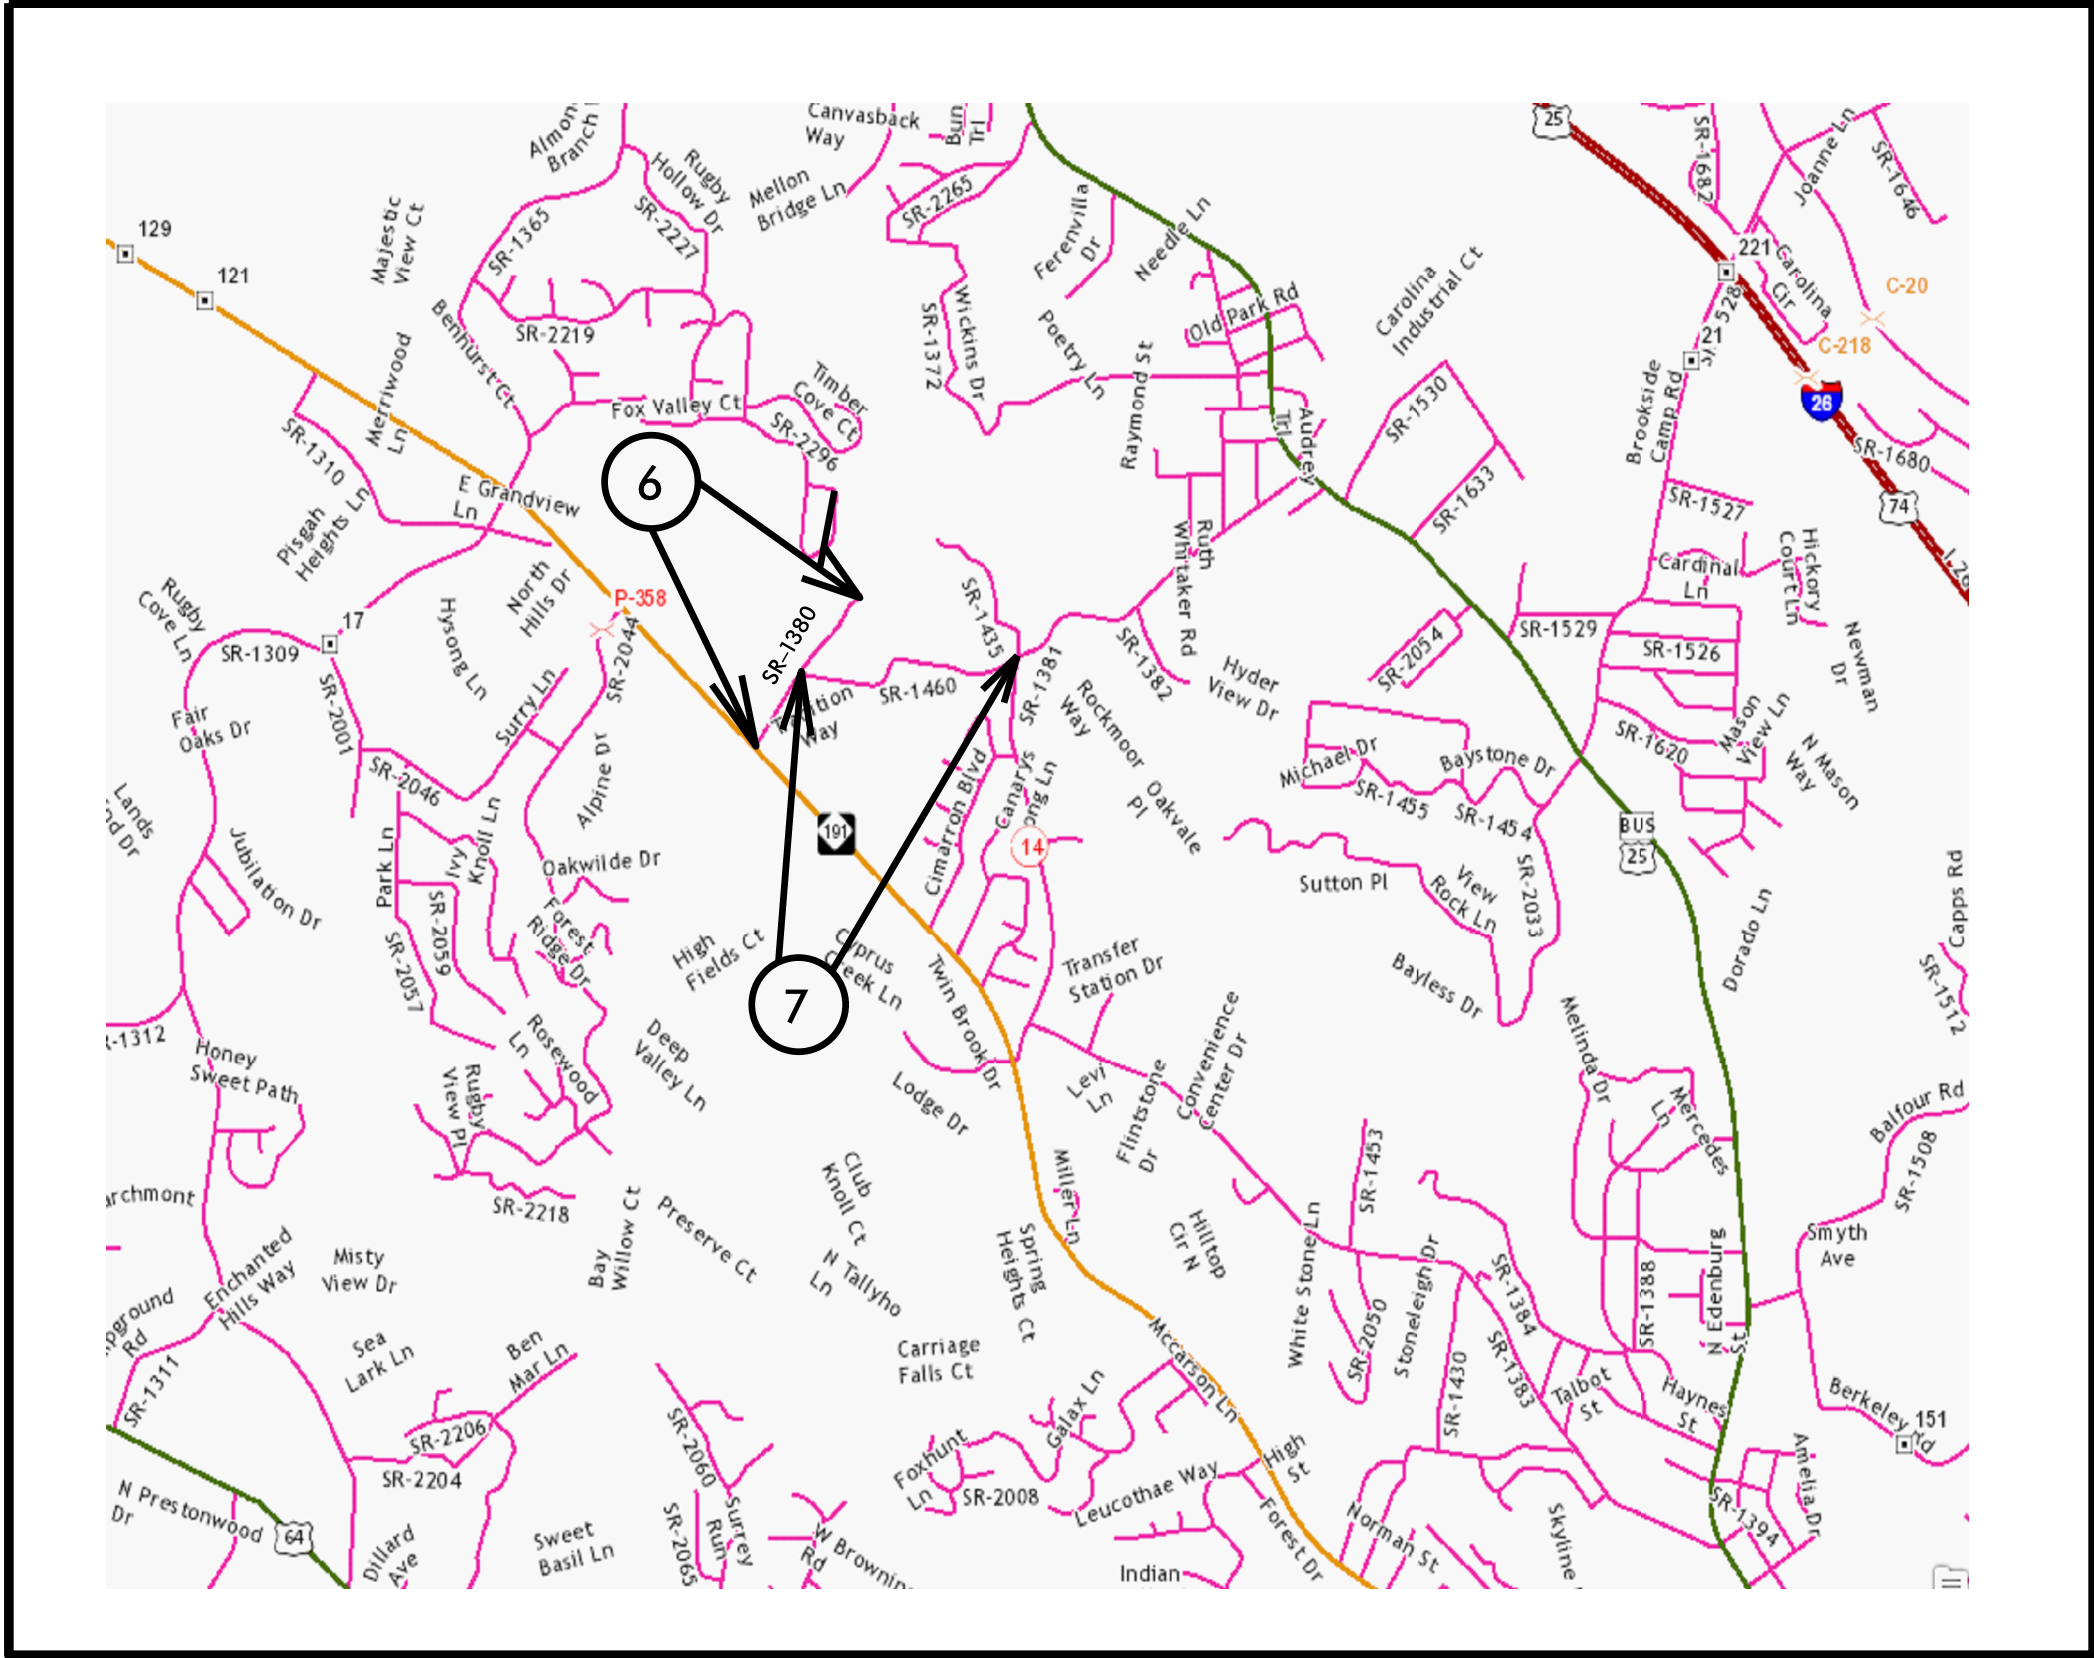 Almon
Branch
Canvasback
Way
Bun
Trl
25
SR-1682
Joanne Ln
SR-1646
Rugby
Hollow Dr
Mellon
Bridge Ln
SR-2265
Majestic
View Ct
SR-1365
SR-2227
Ferenvilla
Dr
Needle Ln
129
121
221
Carolina
Cir
C-20
Carolina
Industrial Ct
Old Park Rd
528
21
C-218
Benhurst Ct
SR-2219
SR-1372
Wickins Dr
Poetry Ln
Raymond St
Merriwood
Ln
Timber
Cove Ct
Fox Valley Ct
SR-2296
SR-1530
Brookside
Camp Rd
26
Audrey
Trl
SR-1310
SR-1680
6
E Grandview
Ln
SR-1633
SR-1527
74
I-26
Pisgah
Heights Ln
Ruth
Whitaker Rd
Cardinal
Ln
Hickory
Court Ln
Rugby
Cove Ln
North
Hills Dr
P-358
17
Hysong Ln
SR-1380
SR-1435
SR-1309
SR-2044
SR-1381
SR-1382
SR-2054
SR-1529
SR-1526
Newman
Dr
SR-2001
Surry Ln
SR-1460
Way
Rockmoor
Way
Hyder
View Dr
Fair
Oaks Dr
Mason
View Ln
SR-1620
N Mason
Way
Michael Dr
Baystone Dr
SR-2046
Alpine Dr
SR-1455
SR-1454
Lands
nd Dr
Cimarron Blvd
Canarys
ong Ln
Oakvale
Pl
191
14
BUS
25
Jubilation Dr
Park Ln
Ivy
Knoll Ln
Oakwilde Dr
Sutton Pl
View
Rock Ln
SR-2033
SR-2059
SR-2057
Forest
Ridge Dr
High
Fields Ct
Cyprus
Creek Ln
Twin Brook Dr
Transfer
Station Dr
Bayless Dr
Dorado Ln
Capps Rd
SR-1512
7
-1312
Honey
Sweet Path
Rosewood
Ln
Deep
Valley Ln
Lodge Dr
Levi
Ln
Flintstone
Dr
Convenience
Center Dr
Melinda Dr
Mercedes
Ln
Balfour Rd
SR-1508
Rugby
View Pl
SR-2218
archmont
Club
Knoll Ct
Miller Ln
SR-1453
Enchanted
Hills Way
Misty
View Dr
Bay
Willow Ct
Preserve Ct
N Tallyho
Ln
Spring
Heights Ct
Hilltop
Cir N
White Stone Ln
Stoneleigh Dr
SR-1384
SR-1388
N Edenburg
St
Smyth
Ave
pground
Rd
SR-1311
Sea
Lark Ln
Ben
Mar Ln
Carriage
Falls Ct
Mccarson Ln
SR-2050
SR-1430
SR-1383
Talbot
St
Haynes
St
Berkeley Rd
151
SR-2206
SR-2204
SR-2060
Foxhunt
Ln
Galax Ln
SR-2008
High
St
Leucothae Way
Amelia Dr
N Prestonwood
Dr
64
Dillard
Ave
Sweet
Basil Ln
SR-2065
Surrey
Run
W Browning
Rd
Indian
Forest Dr
Norman St
Skyline
SR-1394